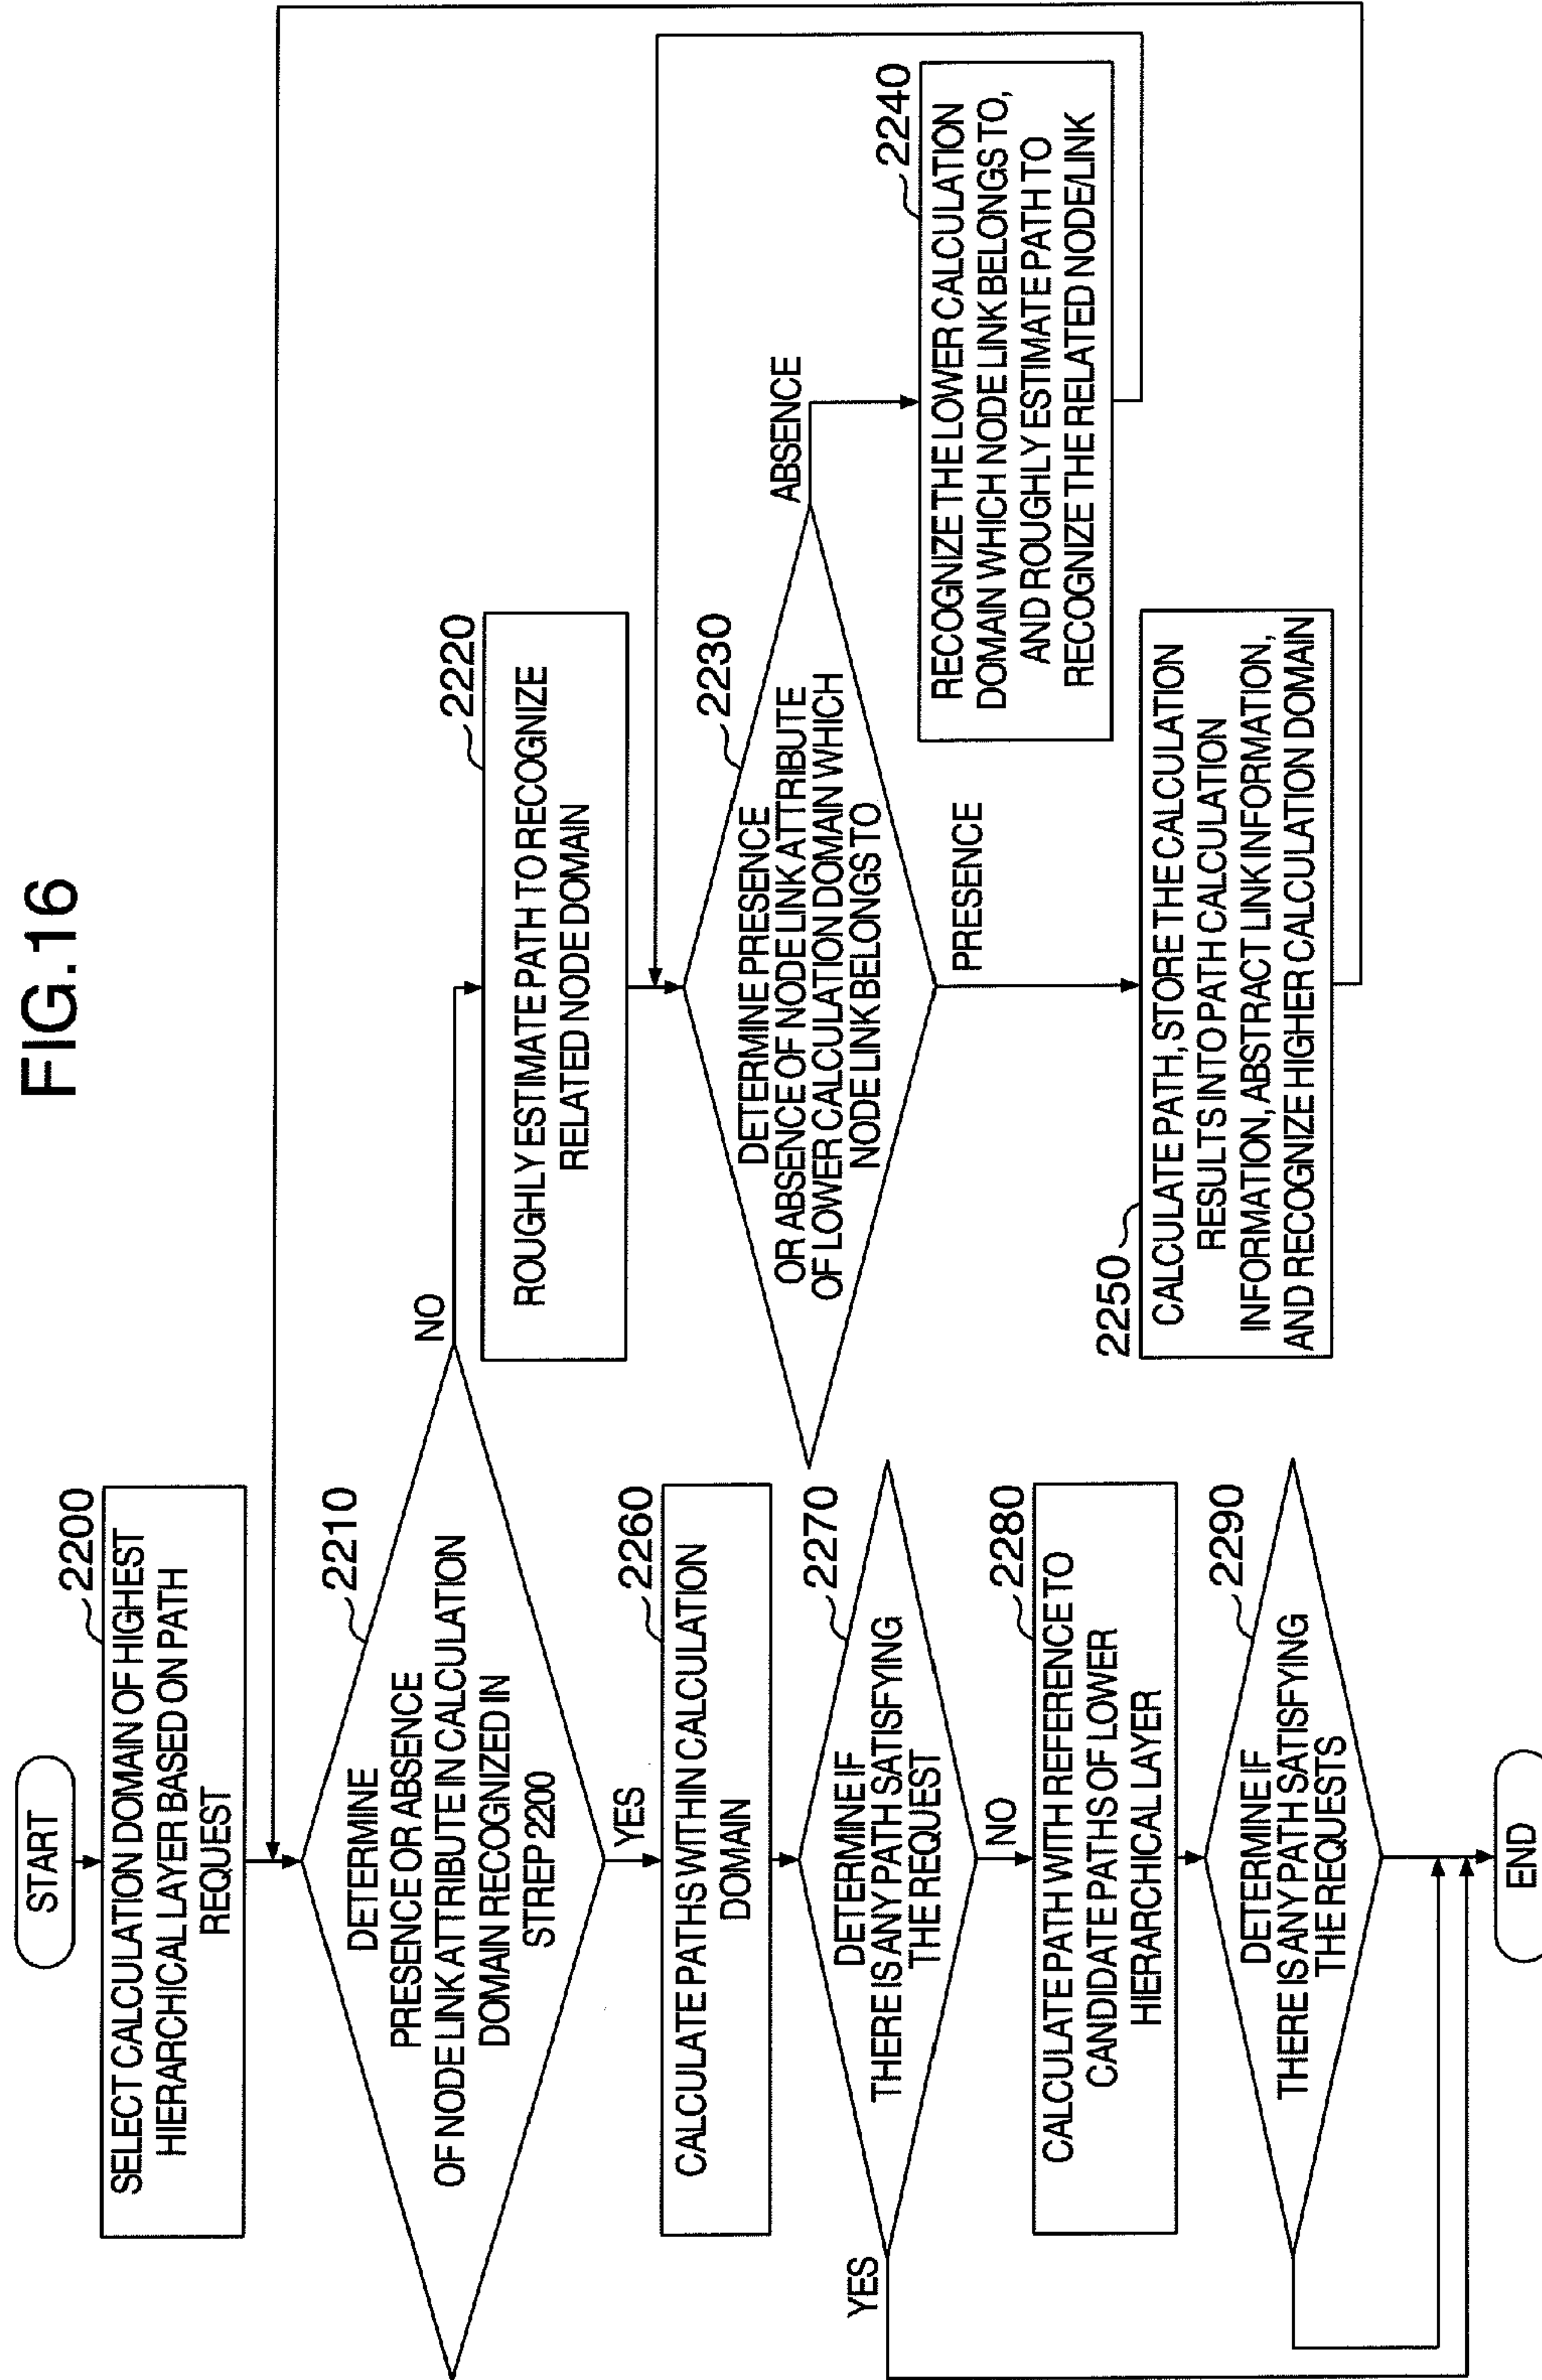 FIG.16
START
2200
SELECT CALCULATION DOMAIN OF HIGHEST
HIERARCHICAL LAYER BASED ON PATH
REQUEST
2210
DETERMINE
PRESENCE OR ABSENCE
OF NODE LINK ATTRIBUTE IN CALCULATION
DOMAIN RECOGNIZED IN
STREP 2200
NO
YES
2220
ROUGHLY ESTIMATE PATH TO RECOGNIZE
RELATED NODE DOMAIN
2230
DETERMINE PRESENCE
OR ABSENCE OF NODE LINK ATTRIBUTE
OF LOWER CALCULATION DOMAIN WHICH
NODE LINK BELONGS TO
ABSENCE
PRESENCE
2240
RECOGNIZE THE LOWER CALCULATION
DOMAIN WHICH NODE LINK BELONGS TO,
AND ROUGHLY ESTIMATE PATH TO
RECOGNIZE THE RELATED NODE/LINK
2250
CALCULATE PATH, STORE THE CALCULATION
RESULTS INTO PATH CALCULATION
INFORMATION, ABSTRACT LINK INFORMATION,
AND RECOGNIZE HIGHER CALCULATION DOMAIN
2260
CALCULATE PATHS WITHIN CALCULATION
DOMAIN
2270
DETERMINE IF
THERE IS ANY PATH SATISFYING
THE REQUEST
YES
NO
2280
CALCULATE PATH WITH REFERENCE TO
CANDIDATE PATHS OF LOWER
HIERARCHICAL LAYER
2290
DETERMINE IF
THERE IS ANY PATH SATISFYING
THE REQUESTS
END